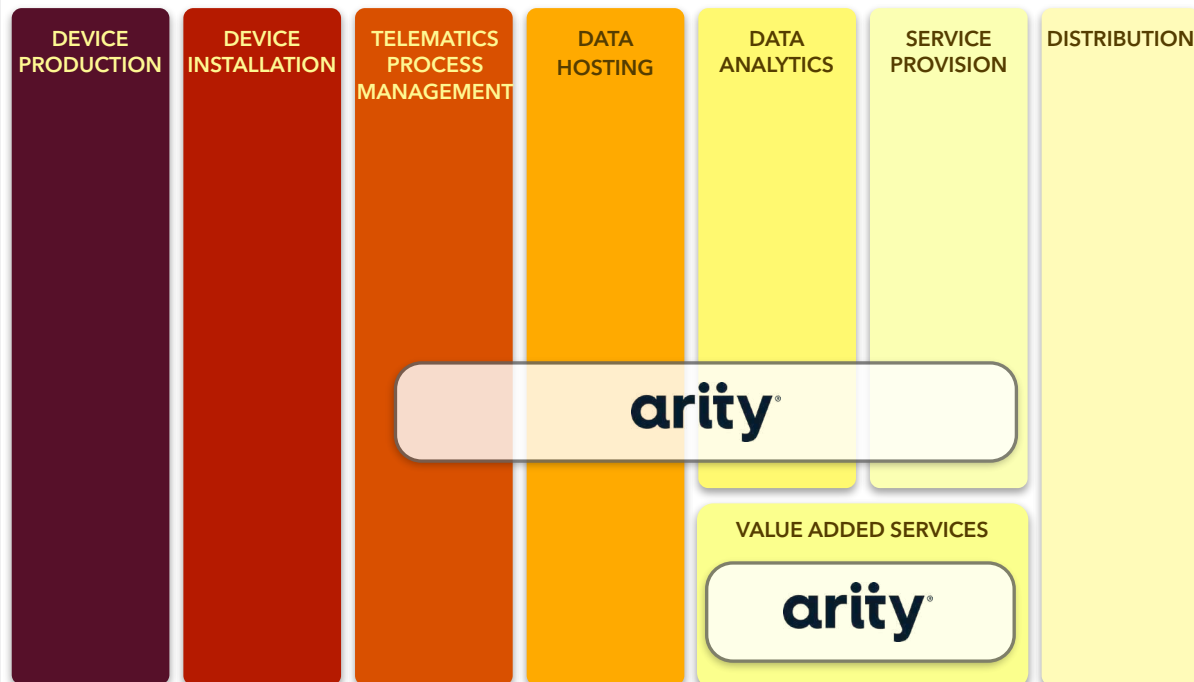 DEVICE
PRODUCTION
DEVICE
INSTALLATION
TELEMATICS
PROCESS
MANAGEMENT
DATA
HOSTING
DATA
ANALYTICS
SERVICE
PROVISION
DISTRIBUTION
arity®
VALUE ADDED SERVICES
arity®